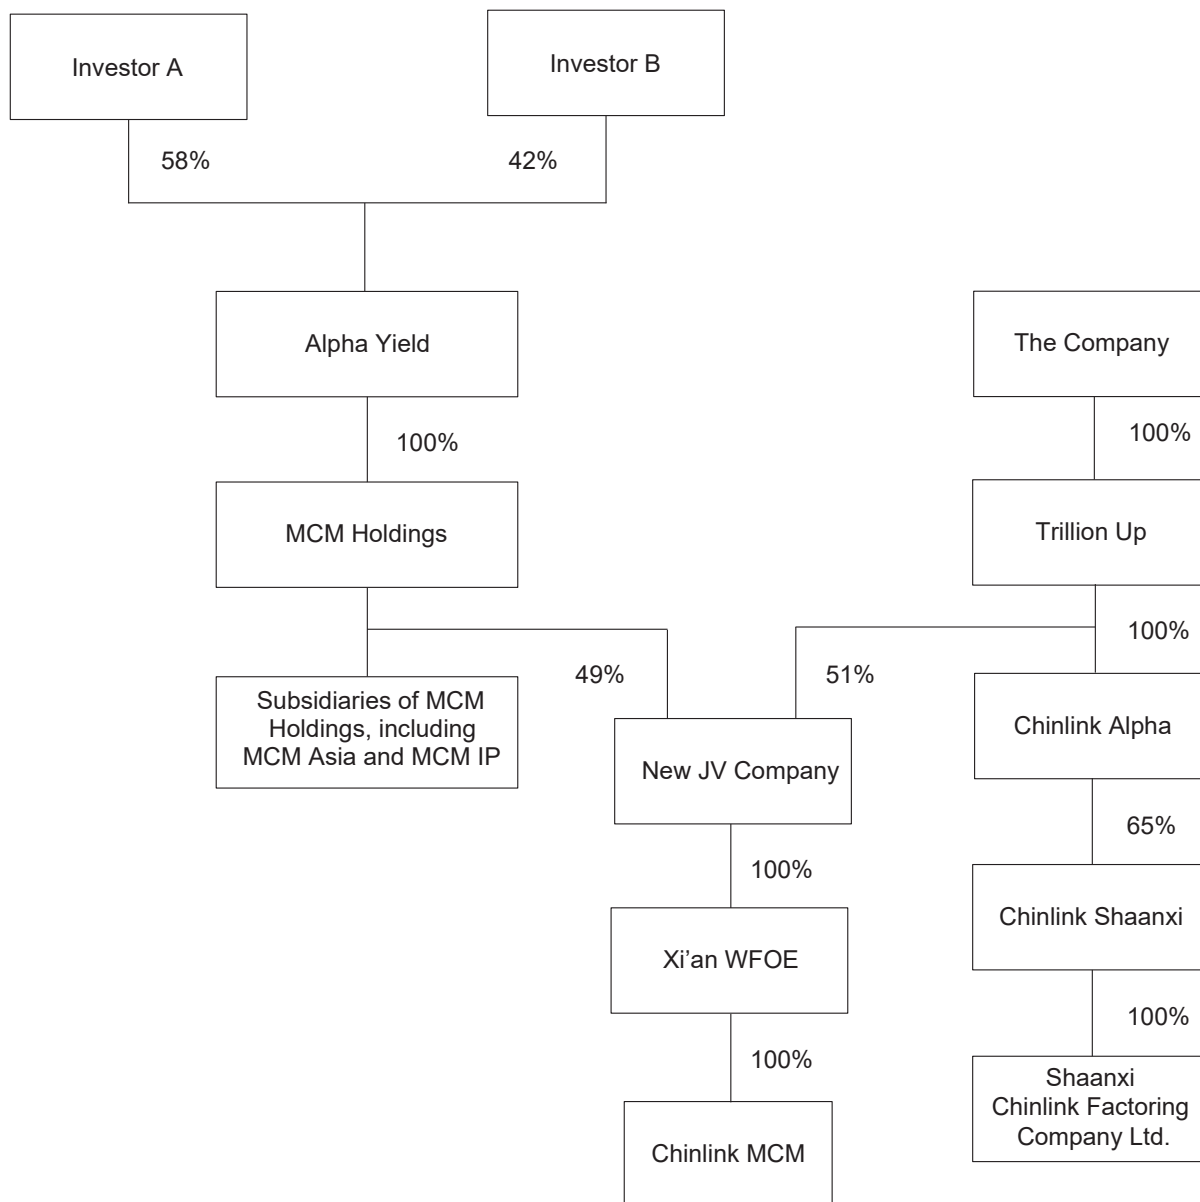 Investor A
Investor B
58%
42%
Alpha Yield
The Company
100%
100%
MCM Holdings
Trillion Up
100%
49%
51%
Subsidiaries of MCM
Holdings, including
MCM Asia and MCM IP
Chinlink Alpha
New JV Company
65%
100%
Chinlink Shaanxi
Xi’an WFOE
100%
100%
Shaanxi
Chinlink Factoring
Company Ltd.
Chinlink MCM